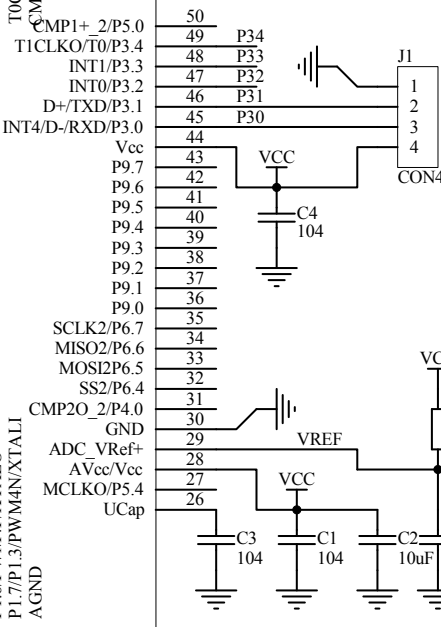 CMP1+_2/P5.0 50
T1CLKO/T0/P3.4 49 P34
INT1/P3.3 48 P33
INT0/P3.2 47 P32
D+/TXD/P3.1 46 P31
INT4/D-/RXD/P3.0 45 P30
Vcc 44
P9.7 43
P9.6 42
P9.5 41
P9.4 40
P9.3 39
P9.2 38
P9.1 37
P9.0 36
SCLK2/P6.7 35
MISO2/P6.6 34
MOSI2P6.5 33
SS2/P6.4 32
CMP2O_2/P4.0 31
GND 30
ADC_VRef+ 29 VREF
AVcc/Vcc 28
MCLKO/P5.4 27
UCap 26
J1
1
2
3
4
CON4
VCC
C4
104
VCC
C3
104
C1
104
C2
10uF
P1.7/P1.3/PWM4N/XTALI
AGND